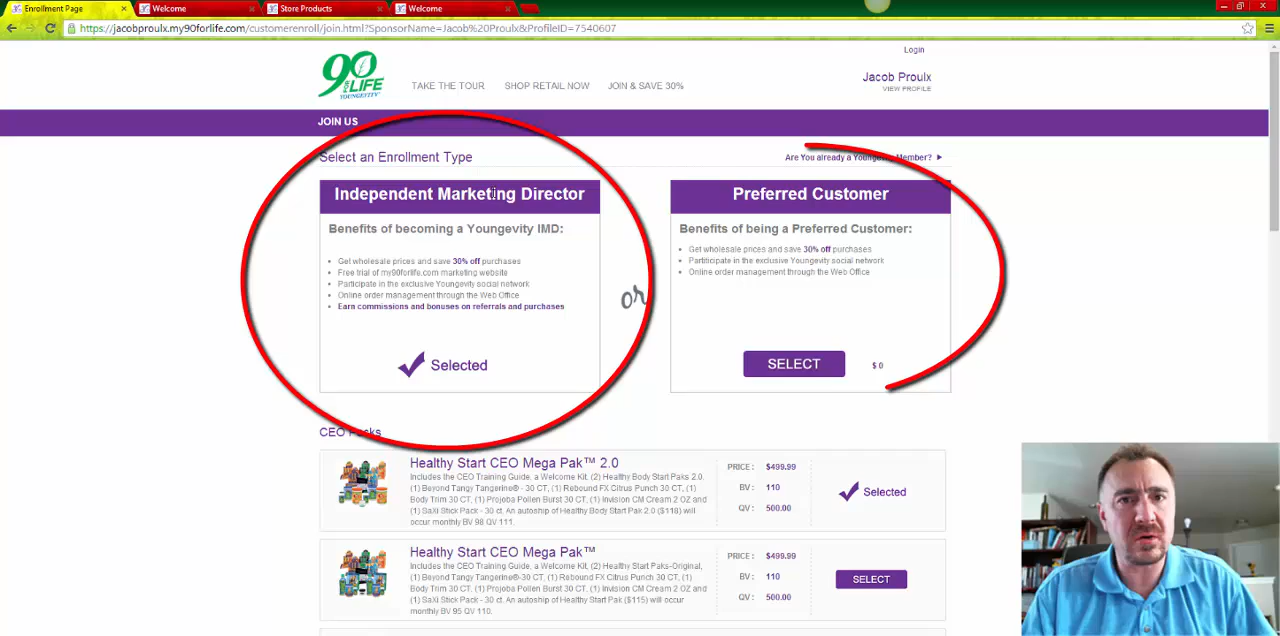 Enrollment Page
Welcome
Store Products
Welcome
https://jacobproulx.my90forlife.com/customerenroll/join.html?SponsorName=Jacob%20Proulx&ProfileID=7540607
Login
90 FOR LIFE
YOUNGEVITY
TAKE THE TOUR
SHOP RETAIL NOW
JOIN & SAVE 30%
Jacob Proulx
VIEW PROFILE
JOIN US
Select an Enrollment Type
Are You already a Youngevity Member?
Independent Marketing Director
Benefits of becoming a Youngevity IMD:
Get wholesale prices and save 30% off purchases
Free trial of my90forlife.com marketing website
Participate in the exclusive Youngevity social network
Online order management through the Web Office
Earn commissions and bonuses on referrals and purchases
Selected
or
Preferred Customer
Benefits of being a Preferred Customer:
Get wholesale prices and save 30% off purchases
Partiticipate in the exclusive Youngevity social network
Online order management through the Web Office
SELECT
$ 0
CEO Packs
Healthy Start CEO Mega Pak™ 2.0
Includes the CEO Training Guide, a Welcome Kit, (2) Healthy Body Start Paks 2.0,
(1) Beyond Tangy Tangerine® - 30 CT, (1) Rebound FX Citrus Punch 30 CT, (1)
Body Trim 30 CT, (1) Projoba Pollen Burst 30 CT, (1) Invision CM Cream 2 OZ and
(1) SaXi Stick Pack - 30 ct. An autoship of Healthy Body Start Pak 2.0 ($118) will
occur monthly BV 98 QV 111.
PRICE : $499.99
BV : 110
QV : 500.00
Selected
Healthy Start CEO Mega Pak™
Includes the CEO Training Guide, a Welcome Kit, (2) Healthy Start Paks-Original,
(1) Beyond Tangy Tangerine®-30 CT, (1) Rebound FX Citrus Punch 30 CT, (1)
Body Trim 30 CT, (1) Projoba Pollen Burst 30 CT, (1) Invision CM Cream 2 OZ and
(1) SaXi Stick Pack - 30 ct. An autoship of Healthy Start Pak ($115) will occur
monthly BV 95 QV 110.
PRICE : $499.99
BV : 110
QV : 500.00
SELECT